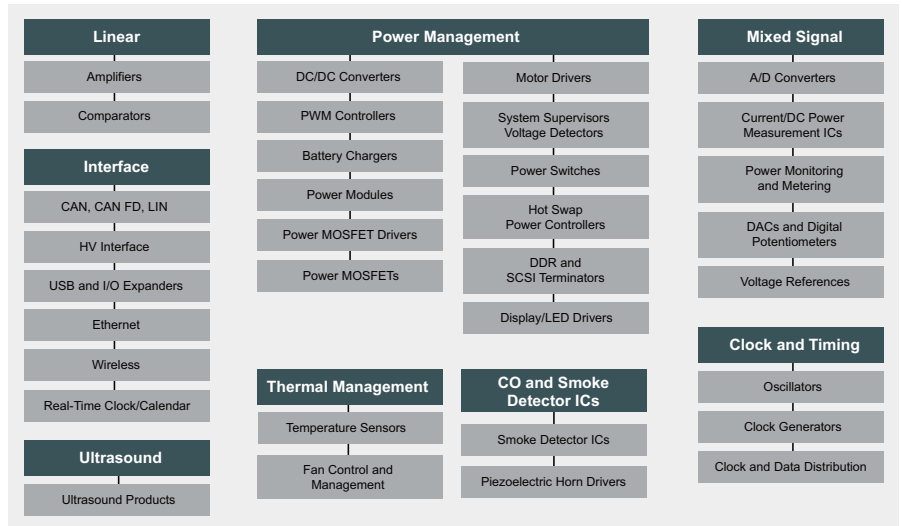 Linear
Amplifiers
Comparators
Interface
CAN, CAN FD, LIN
HV Interface
USB and I/O Expanders
Ethernet
Wireless
Real-Time Clock/Calendar
Ultrasound
Ultrasound Products
Power Management
DC/DC Converters
PWM Controllers
Battery Chargers
Power Modules
Power MOSFET Drivers
Power MOSFETs
Motor Drivers
System Supervisors
Voltage Detectors
Power Switches
Hot Swap
Power Controllers
DDR and
SCSI Terminators
Display/LED Drivers
Thermal Management
Temperature Sensors
Fan Control and
Management
CO and Smoke
Detector ICs
Smoke Detector ICs
Piezoelectric Horn Drivers
Mixed Signal
A/D Converters
Current/DC Power
Measurement ICs
Power Monitoring
and Metering
DACs and Digital
Potentiometers
Voltage References
Clock and Timing
Oscillators
Clock Generators
Clock and Data Distribution